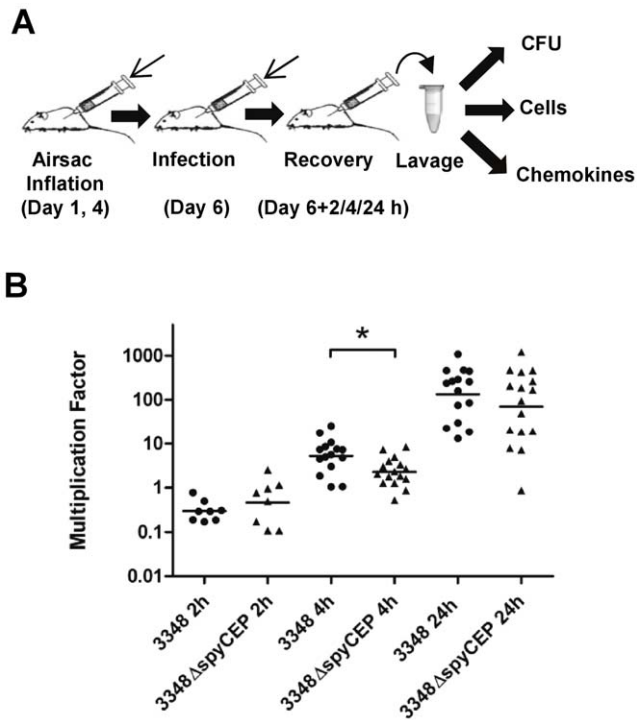 A
CFU
Cells
Chemokines
Airsac Infection Recovery Lavage
Inflation
(Day 1, 4) (Day 6) (Day 6+2/4/24 h)
B
*
Multiplication Factor
1000
100
10
1
0.1
0.01
3348 2h
3348ΔspyCEP 2h
3348 4h
3348ΔspyCEP 4h
3348 24h
3348ΔspyCEP 24h